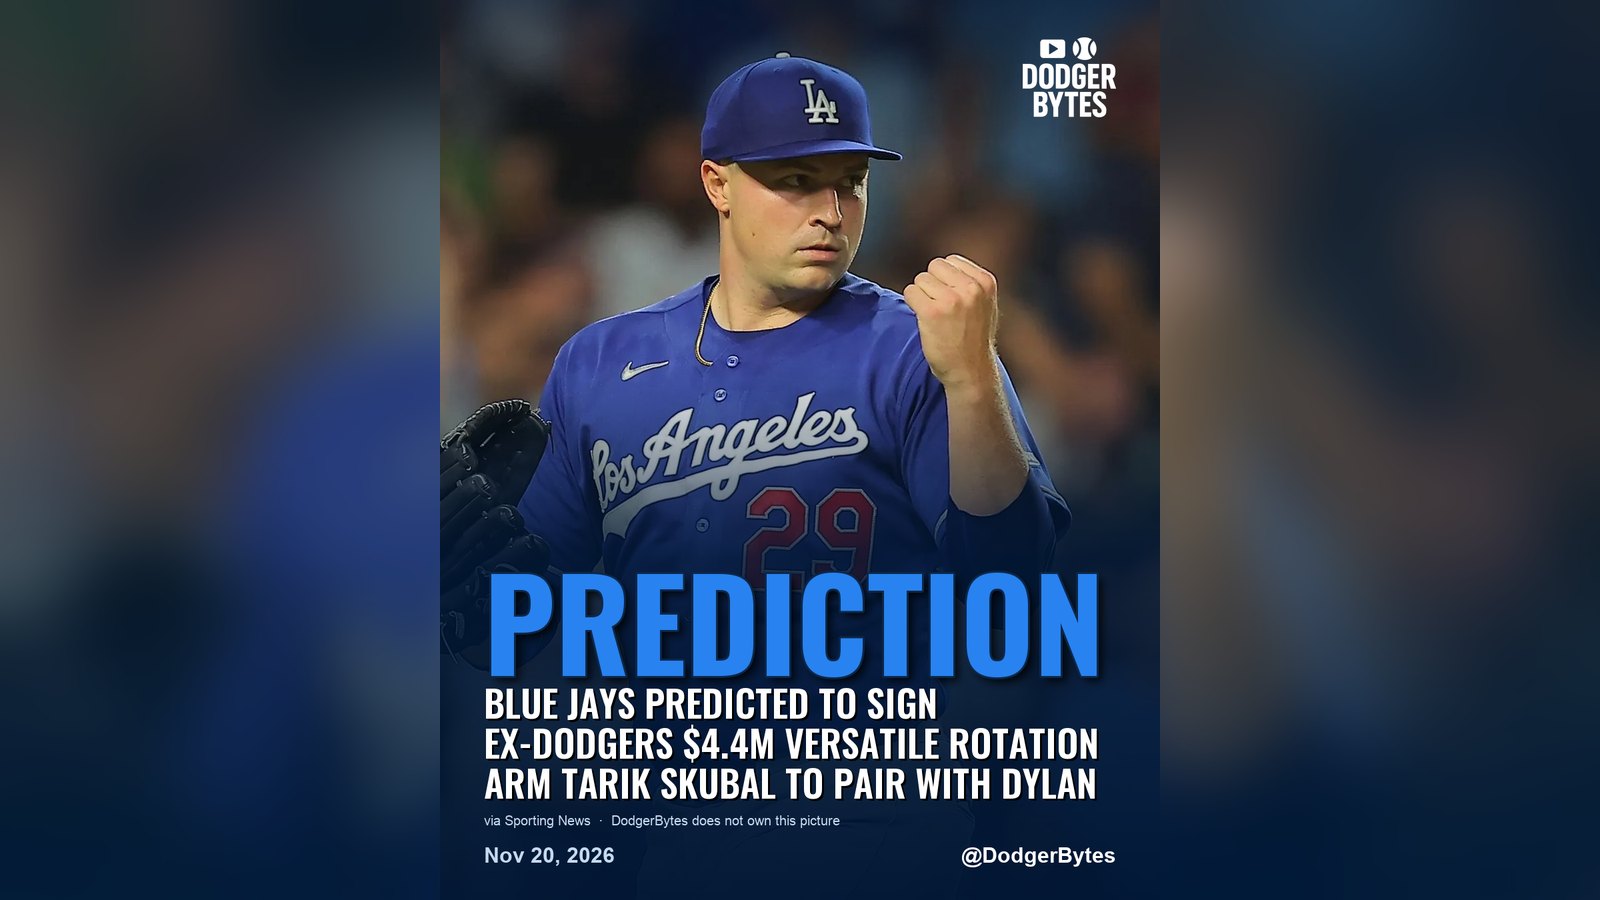 LA
DODGER
BYTES
Los Angeles
29
PREDICTION
BLUE JAYS PREDICTED TO SIGN
EX-DODGERS $4.4M VERSATILE ROTATION
ARM TARIK SKUBAL TO PAIR WITH DYLAN
via Sporting News · DodgerBytes does not own this picture
Nov 20, 2026
@DodgerBytes